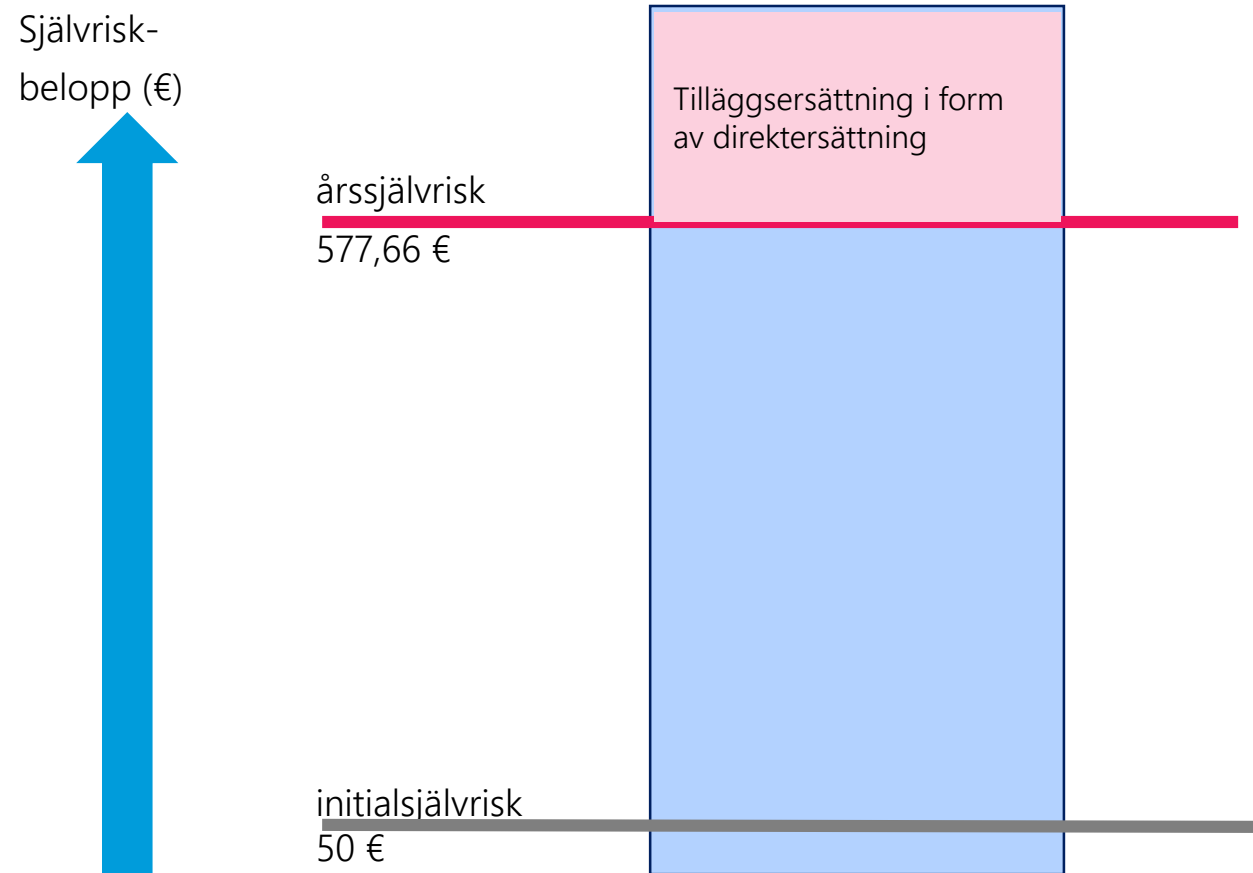 Självrisk-
belopp (€)
Tilläggsersättning i form
av direktersättning
årssjälvrisk
577,66 €
initialsjälvrisk
50 €